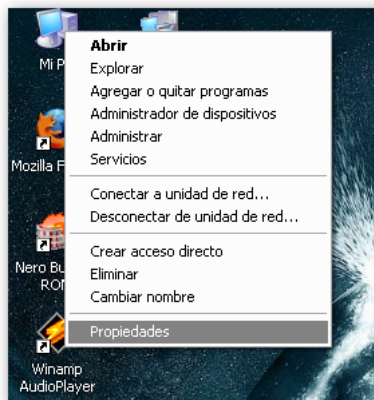 Mi P
Abrir
Explorar
Agregar o quitar programas
Administrador de dispositivos
Administrar
Servicios
Mozilla F
Conectar a unidad de red...
Desconectar de unidad de red...
Crear acceso directo
Eliminar
Cambiar nombre
Nero Bu
RO
Propiedades
Winamp
AudioPlayer